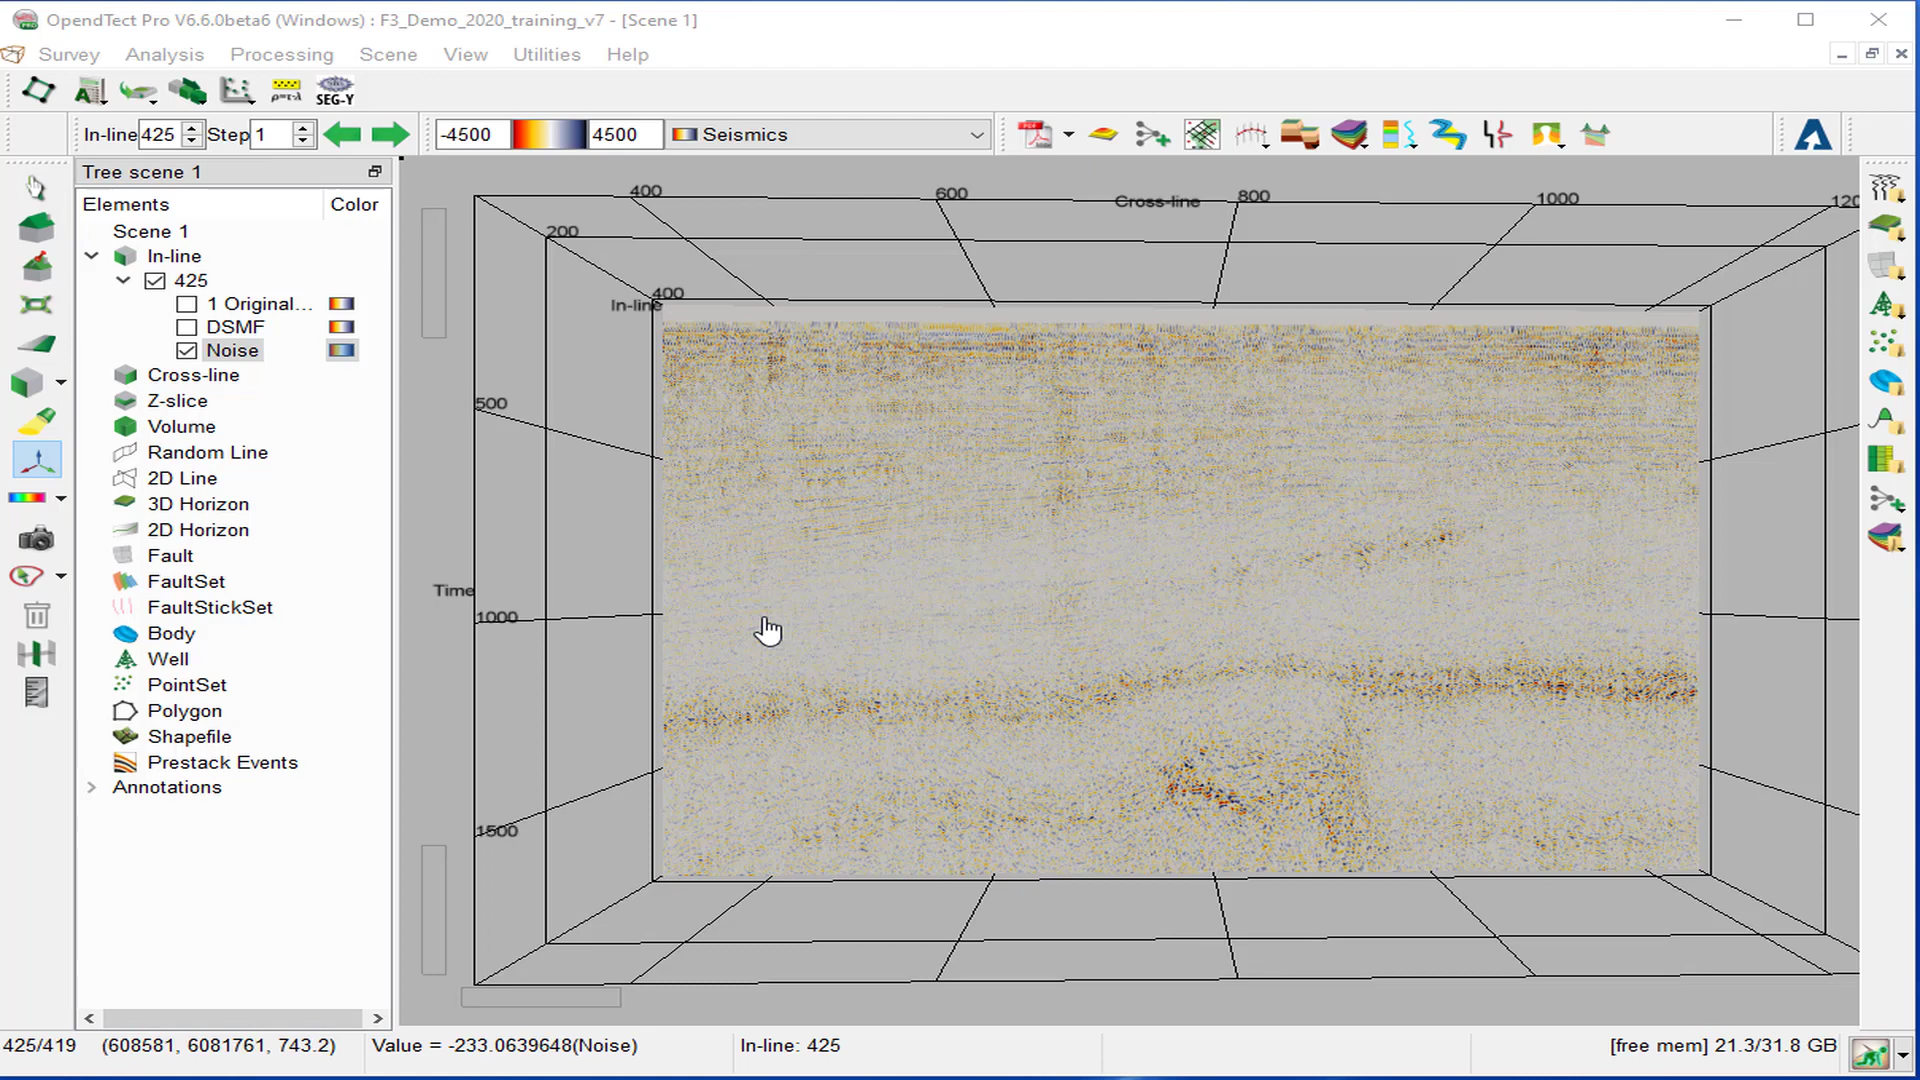 OpendTect Pro V6.6.0beta6 (Windows) : F3_Demo_2020_training_v7 - [Scene 1]
Survey Analysis Processing Scene View Utilities Help
ρ=τ·λ SEG-Y
In-line 425 Step 1 -4500 4500 Seismics
Tree scene 1
Elements Color
Scene 1
In-line
425
1 Original...
DSMF
Noise
Cross-line
Z-slice
Volume
Random Line
2D Line
3D Horizon
2D Horizon
Fault
FaultSet
FaultStickSet
Body
Well
PointSet
Polygon
Shapefile
Prestack Events
Annotations
400 600 Cross-line 800 1000 120
200
400
In-line
500
Time
1000
1500
425/419 (608581, 6081761, 743.2) Value = -233.0639648(Noise) In-line: 425 [free mem] 21.3/31.8 GB